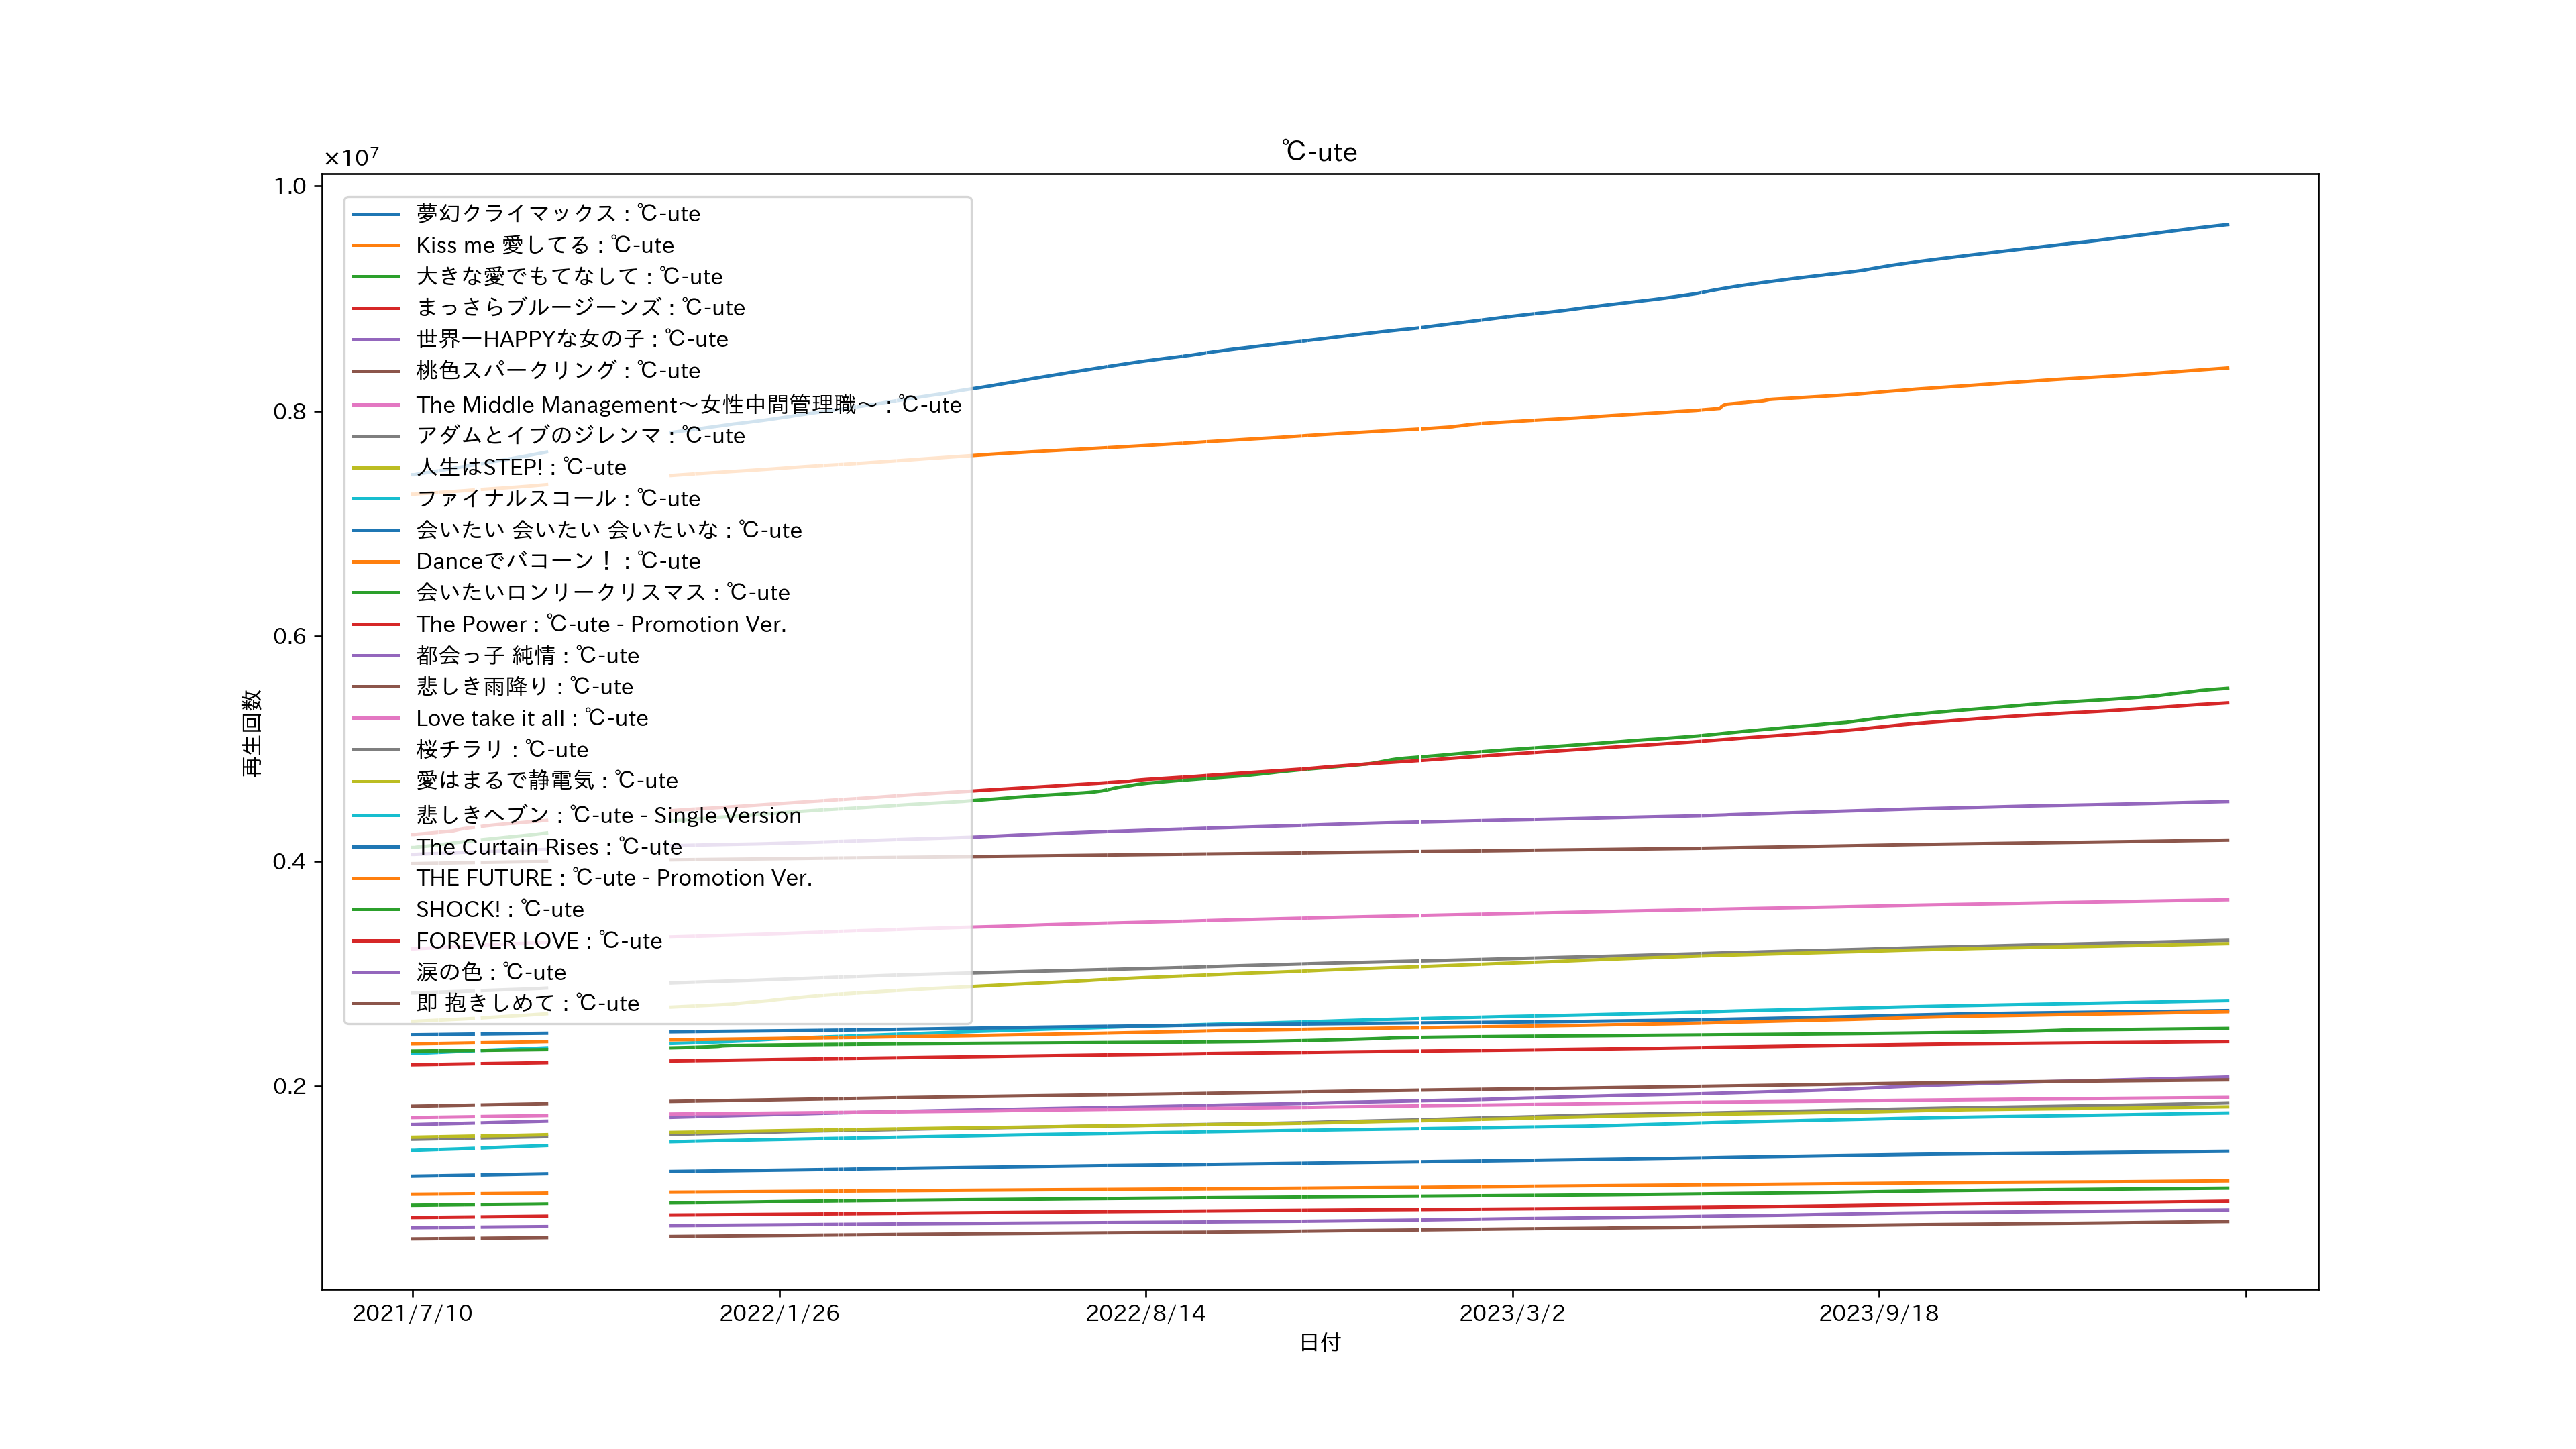 ℃-ute
×10⁷
1.0
0.8
0.6
0.4
0.2
再生回数
夢幻クライマックス : ℃-ute
Kiss me 愛してる : ℃-ute
大きな愛でもてなして : ℃-ute
まっさらブルージーンズ : ℃-ute
世界一HAPPYな女の子 : ℃-ute
桃色スパークリング : ℃-ute
The Middle Management～女性中間管理職～ : ℃-ute
アダムとイブのジレンマ : ℃-ute
人生はSTEP! : ℃-ute
ファイナルスコール : ℃-ute
会いたい 会いたい 会いたいな : ℃-ute
Danceでバコーン！ : ℃-ute
会いたいロンリークリスマス : ℃-ute
The Power : ℃-ute - Promotion Ver.
都会っ子 純情 : ℃-ute
悲しき雨降り : ℃-ute
Love take it all : ℃-ute
桜チラリ : ℃-ute
愛はまるで静電気 : ℃-ute
悲しきヘブン : ℃-ute - Single Version
The Curtain Rises : ℃-ute
THE FUTURE : ℃-ute - Promotion Ver.
SHOCK! : ℃-ute
FOREVER LOVE : ℃-ute
涙の色 : ℃-ute
即 抱きしめて : ℃-ute
2021/7/10
2022/1/26
2022/8/14
2023/3/2
2023/9/18
日付